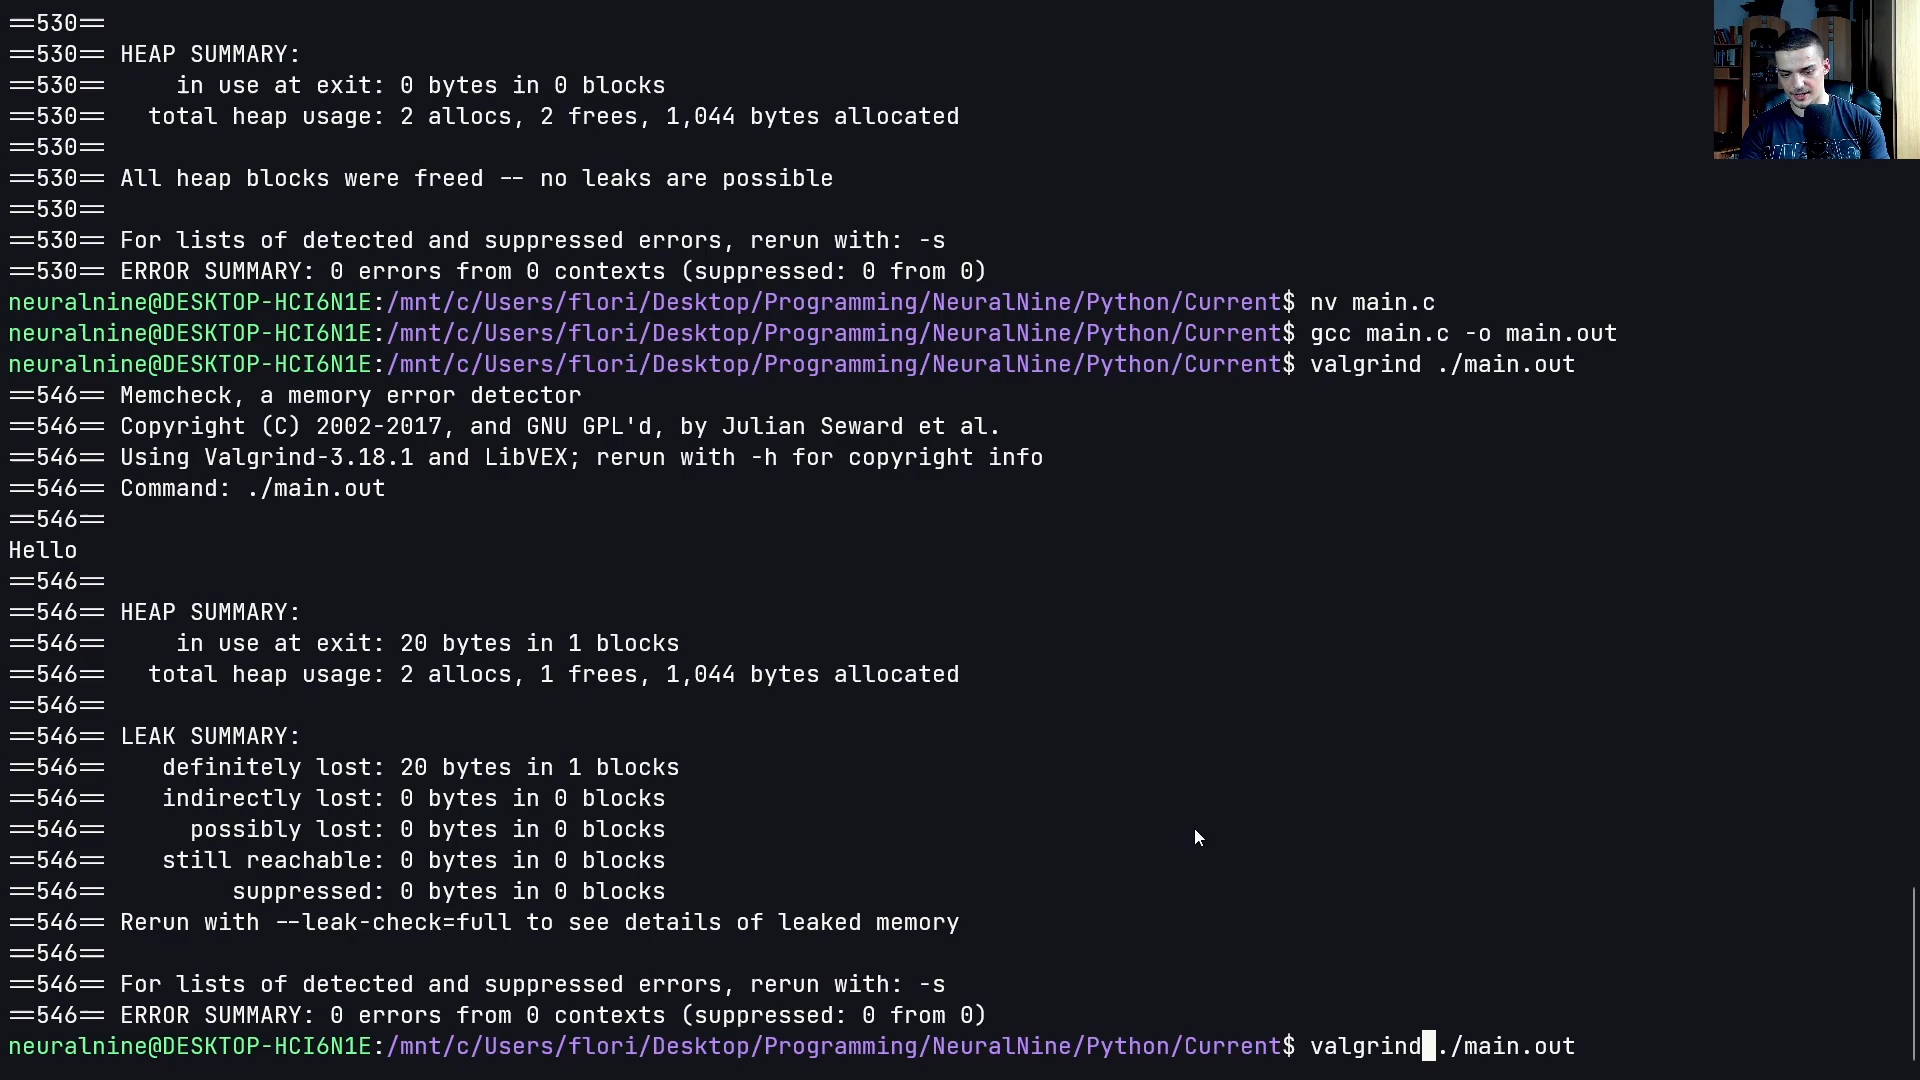 ==530==
==530== HEAP SUMMARY:
==530==     in use at exit: 0 bytes in 0 blocks
==530==   total heap usage: 2 allocs, 2 frees, 1,044 bytes allocated
==530==
==530== All heap blocks were freed -- no leaks are possible
==530==
==530== For lists of detected and suppressed errors, rerun with: -s
==530== ERROR SUMMARY: 0 errors from 0 contexts (suppressed: 0 from 0)
neuralnine@DESKTOP-HCI6N1E:/mnt/c/Users/flori/Desktop/Programming/NeuralNine/Python/Current$ nv main.c
neuralnine@DESKTOP-HCI6N1E:/mnt/c/Users/flori/Desktop/Programming/NeuralNine/Python/Current$ gcc main.c -o main.out
neuralnine@DESKTOP-HCI6N1E:/mnt/c/Users/flori/Desktop/Programming/NeuralNine/Python/Current$ valgrind ./main.out
==546== Memcheck, a memory error detector
==546== Copyright (C) 2002-2017, and GNU GPL'd, by Julian Seward et al.
==546== Using Valgrind-3.18.1 and LibVEX; rerun with -h for copyright info
==546== Command: ./main.out
==546==
Hello
==546==
==546== HEAP SUMMARY:
==546==     in use at exit: 20 bytes in 1 blocks
==546==   total heap usage: 2 allocs, 1 frees, 1,044 bytes allocated
==546==
==546== LEAK SUMMARY:
==546==    definitely lost: 20 bytes in 1 blocks
==546==    indirectly lost: 0 bytes in 0 blocks
==546==      possibly lost: 0 bytes in 0 blocks
==546==    still reachable: 0 bytes in 0 blocks
==546==         suppressed: 0 bytes in 0 blocks
==546== Rerun with --leak-check=full to see details of leaked memory
==546==
==546== For lists of detected and suppressed errors, rerun with: -s
==546== ERROR SUMMARY: 0 errors from 0 contexts (suppressed: 0 from 0)
neuralnine@DESKTOP-HCI6N1E:/mnt/c/Users/flori/Desktop/Programming/NeuralNine/Python/Current$ valgrind ./main.out